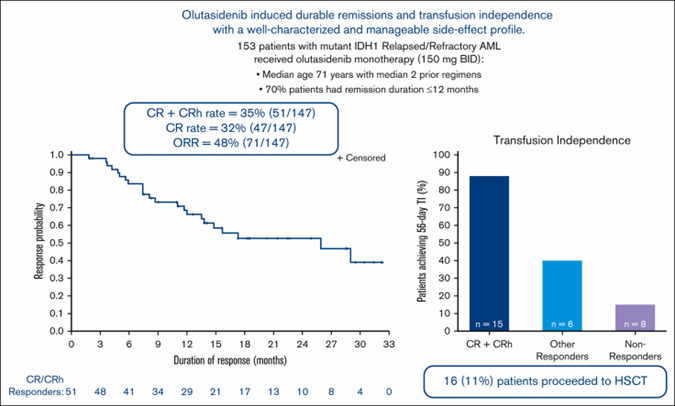 Olutasidenib induced durable remissions and transfusion independence
with a well-characterized and manageable side-effect profile.
153 patients with mutant IDH1 Relapsed/Refractory AML
received olutasidenib monotherapy (150 mg BID):
• Median age 71 years with median 2 prior regimens
• 70% patients had remission duration ≤12 months
CR + CRh rate = 35% (51/147)
CR rate = 32% (47/147)
ORR = 48% (71/147)
+ Censored
Response probability
1.0
0.9
0.8
0.7
0.6
0.5
0.4
0.3
0.2
0.1
0.0
0 3 6 9 12 15 18 21 24 27 30 33
Duration of response (months)
CR/CRh
Responders: 51 48 41 34 29 21 17 13 10 8 4 0
Transfusion Independence
Patients achieving 56-day TI (%)
100
90
80
70
60
50
40
30
20
10
0
n = 15 n = 6 n = 8
CR + CRh Other Non-
Responders Responders
16 (11%) patients proceeded to HSCT